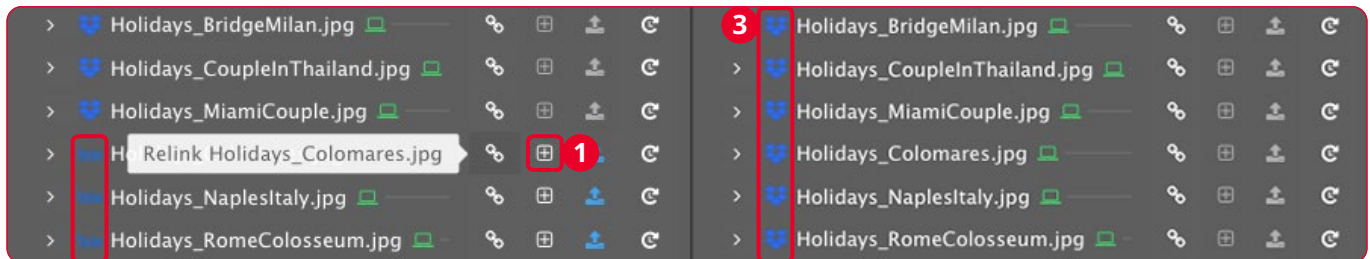 Holidays_BridgeMilan.jpg
Holidays_CoupleInThailand.jpg
Holidays_MiamiCouple.jpg
Ho
Relink Holidays_Colomares.jpg
1
Holidays_NaplesItaly.jpg
Holidays_RomeColosseum.jpg
3
Holidays_BridgeMilan.jpg
Holidays_CoupleInThailand.jpg
Holidays_MiamiCouple.jpg
Holidays_Colomares.jpg
Holidays_NaplesItaly.jpg
Holidays_RomeColosseum.jpg